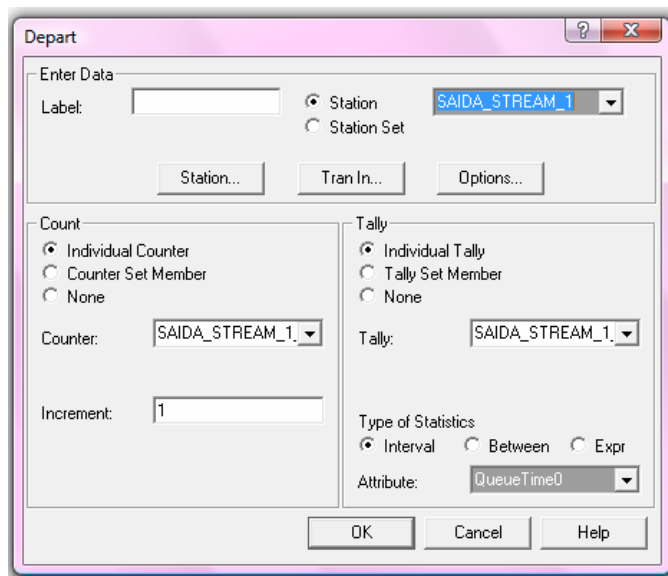 Depart
Enter Data
Label:
Station
SAIDA_STREAM_1
Station Set
Station...
Tran In...
Options...
Count
Individual Counter
Counter Set Member
None
Counter:
SAIDA_STREAM_1_
Increment:
1
Tally
Individual Tally
Tally Set Member
None
Tally:
SAIDA_STREAM_1_
Type of Statistics
Interval
Between
Expr
Attribute:
QueueTime0
OK
Cancel
Help